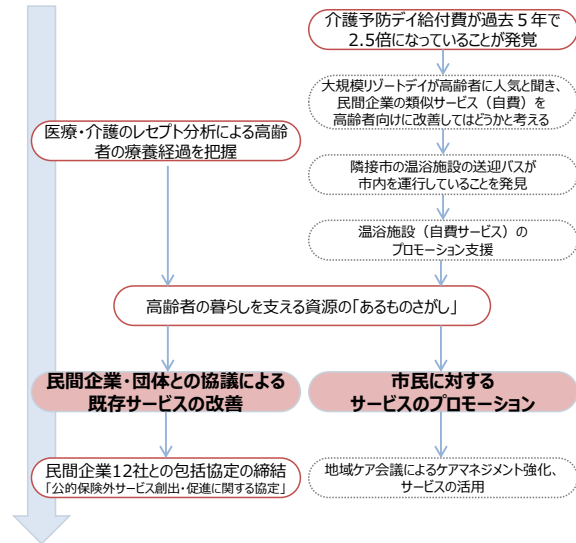 介護予防デイ給付費が過去５年で
2.5倍になっていることが発覚
大規模リゾートデイが高齢者に人気と聞き、
民間企業の類似サービス（自費）を
高齢者向けに改善してはどうかと考える
医療・介護のレセプト分析による高齢
者の療養経過を把握
隣接市の温浴施設の送迎バスが
市内を運行していることを発見
温浴施設（自費サービス）の
プロモーション支援
高齢者の暮らしを支える資源の「あるものさがし」
民間企業・団体との協議による
既存サービスの改善
市民に対する
サービスのプロモーション
民間企業12社との包括協定の締結
「公的保険外サービス創出・促進に関する協定」
地域ケア会議によるケアマネジメント強化、
サービスの活用